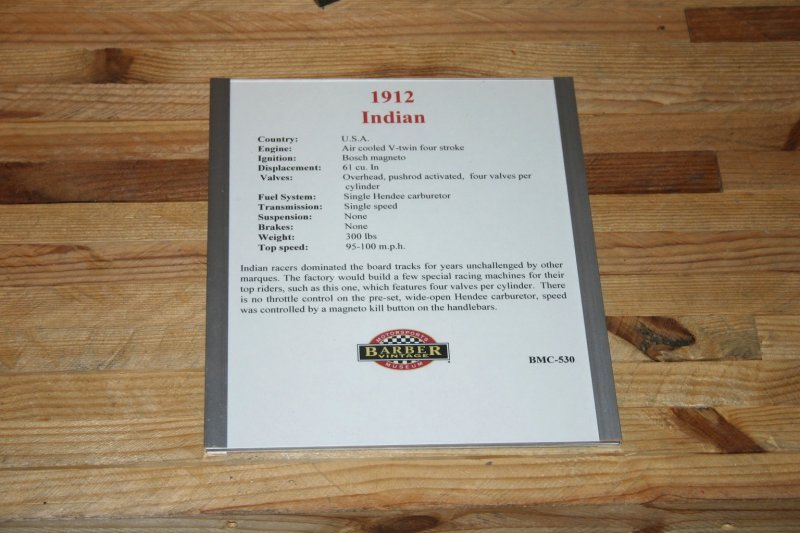 1912
Indian
Country: U.S.A.
Engine: Air cooled V-twin four stroke
Ignition: Bosch magneto
Displacement: 61 cu. In
Valves: Overhead, pushrod activated, four valves per
cylinder
Fuel System: Single Hendee carburetor
Transmission: Single speed
Suspension: None
Brakes: None
Weight: 300 lbs
Top speed: 95-100 m.p.h.
Indian racers dominated the board tracks for years unchallenged by other
marques. The factory would build a few special racing machines for their
top riders, such as this one, which features four valves per cylinder. There
is no throttle control on the pre-set, wide-open Hendee carburetor, speed
was controlled by a magneto kill button on the handlebars.
MOTORSPORTS
BARBER
VINTAGE
MUSEUM
BMC-530